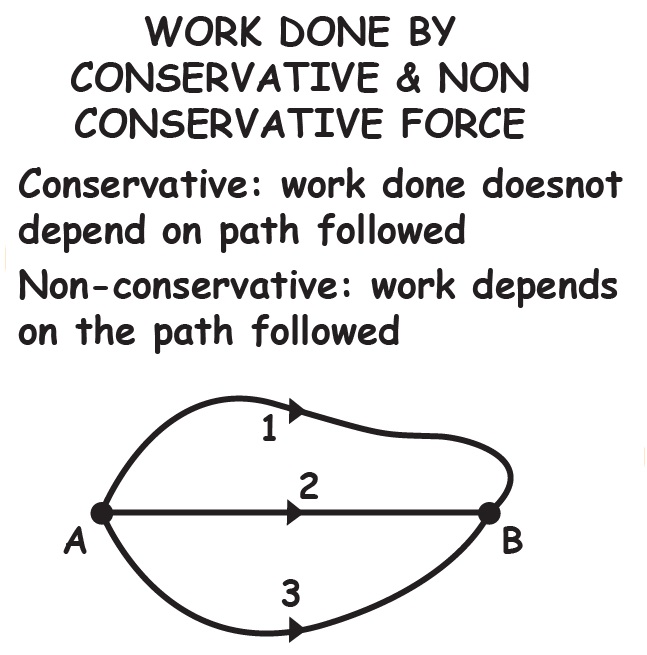 WORK DONE BY
CONSERVATIVE & NON
CONSERVATIVE FORCE
Conservative: work done doesnot
depend on path followed
Non-conservative: work depends
on the path followed
1
2
A
B
3